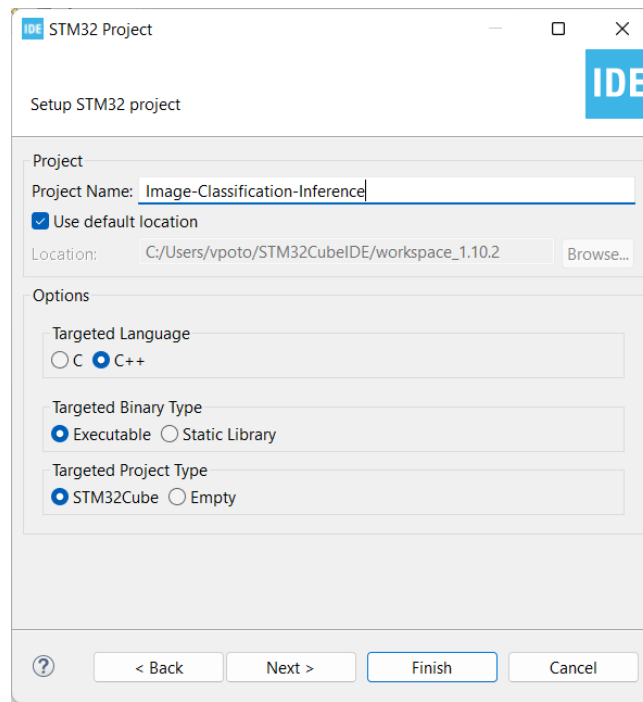 IDE STM32 Project
IDE
Setup STM32 project
Project
Project Name: Image-Classification-Inference
Use default location
Location: C:/Users/vpoto/STM32CubeIDE/workspace_1.10.2 Browse...
Options
Targeted Language
C C++
Targeted Binary Type
Executable Static Library
Targeted Project Type
STM32Cube Empty
? < Back Next > Finish Cancel